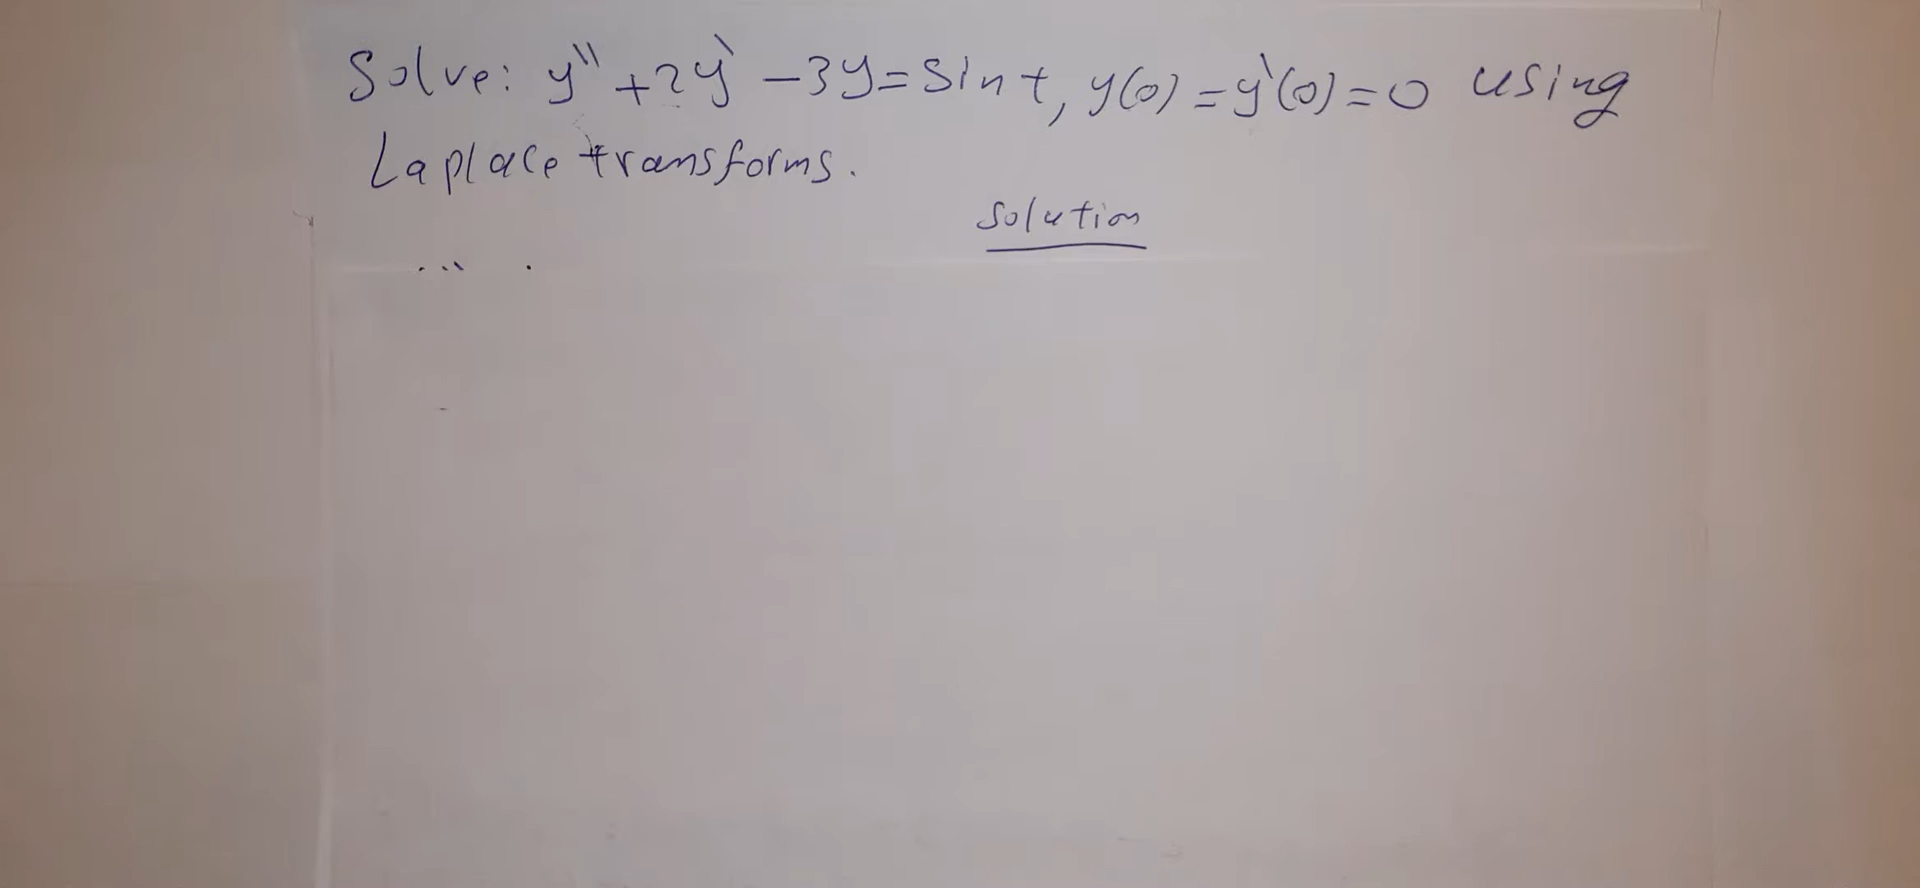 Solve: y'' + 2y' - 3y = sin t, y(0) = y'(0) = 0 using
Laplace transforms.
Solution